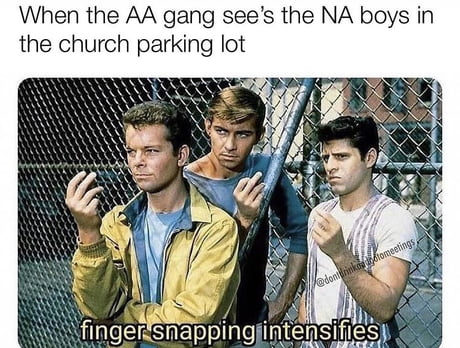 When the AA gang see's the NA boys in
the church parking lot
finger snapping intensifies